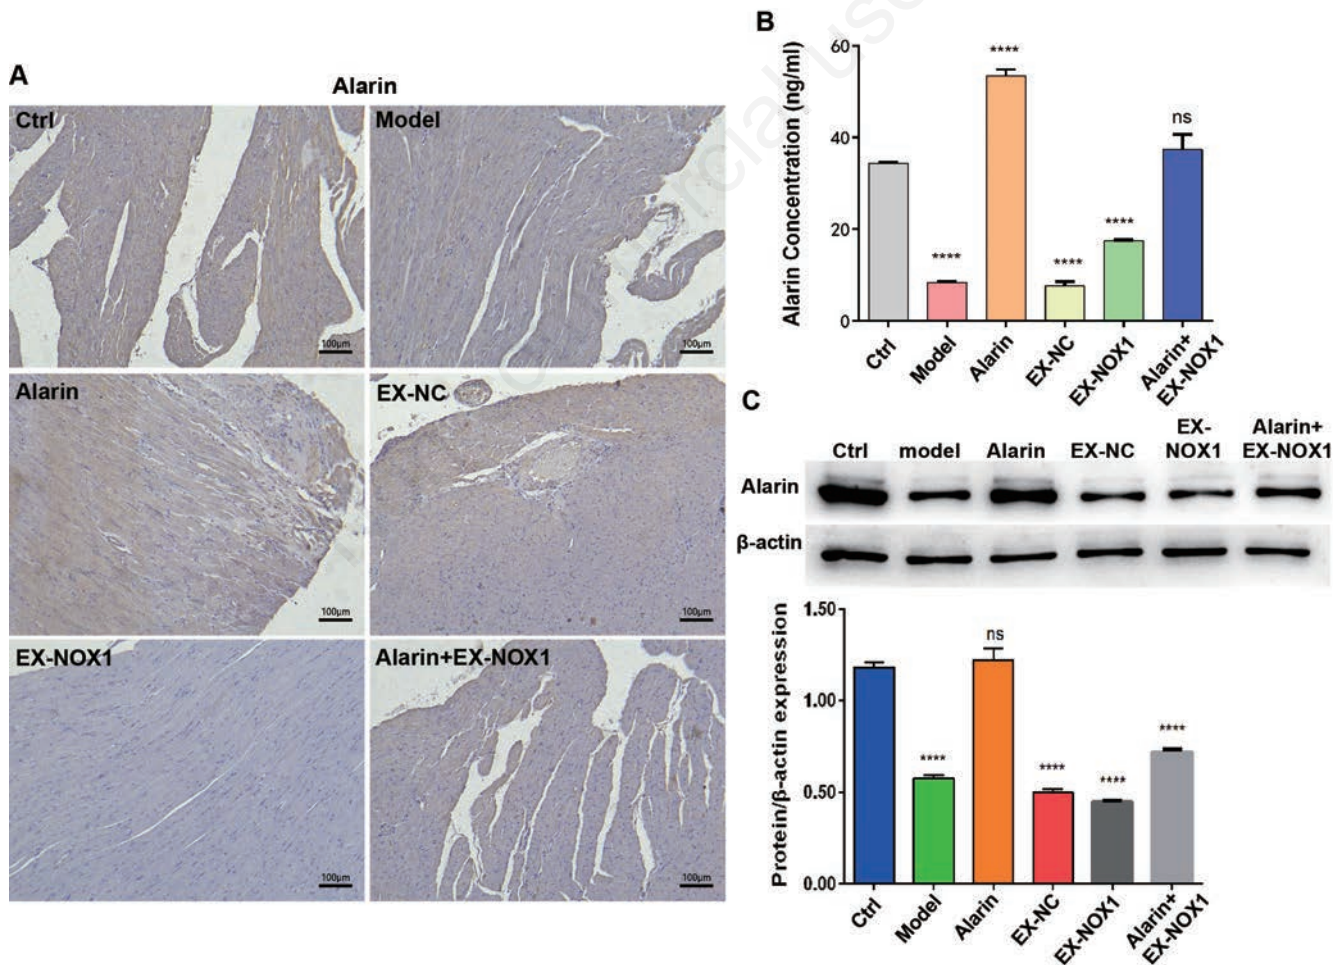 A
Alarin
Ctrl
100μm
Model
100μm
Alarin
100μm
EX-NC
100μm
EX-NOX1
100μm
Alarin+EX-NOX1
100μm
B
Alarin Concentration (ng/ml)
60
40
20
0
****
****
****
****
ns
Ctrl
Model
Alarin
EX-NC
EX-NOX1
Alarin+
EX-NOX1
C
Ctrl
model
Alarin
EX-NC
EX-
NOX1
Alarin+
EX-NOX1
Alarin
β-actin
Protein/β-actin expression
1.50
1.00
0.50
0.00
****
ns
****
****
****
Ctrl
Model
Alarin
EX-NC
EX-NOX1
Alarin+
EX-NOX1